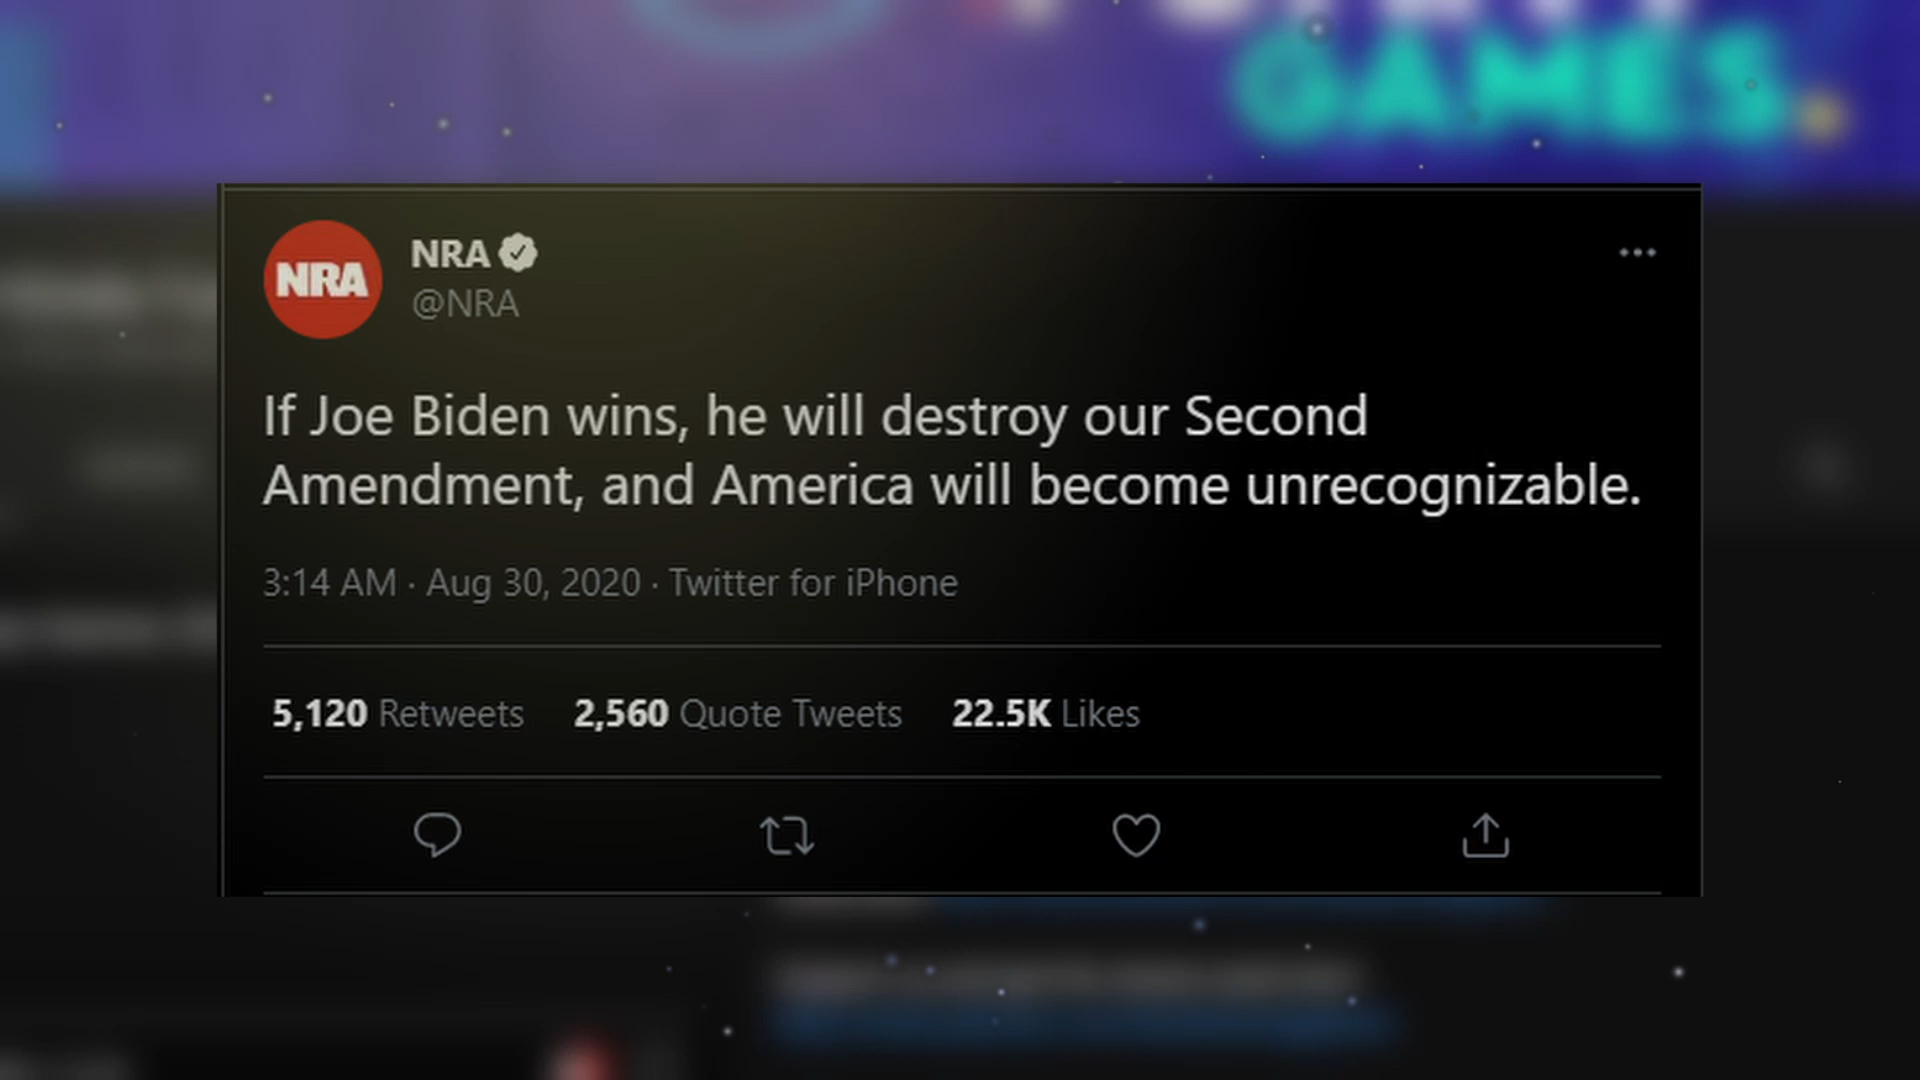 GAMES
NRA
NRA
@NRA
If Joe Biden wins, he will destroy our Second
Amendment, and America will become unrecognizable.
3:14 AM · Aug 30, 2020 · Twitter for iPhone
5,120 Retweets 2,560 Quote Tweets 22.5K Likes